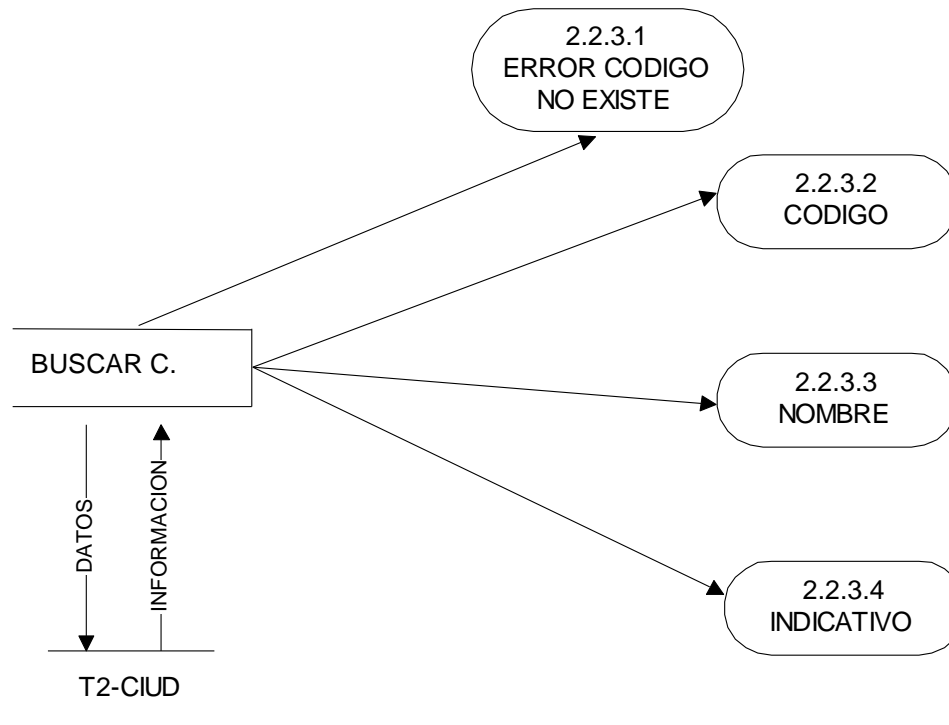 2.2.3.1
ERROR CODIGO
NO EXISTE
2.2.3.2
CODIGO
BUSCAR C.
2.2.3.3
NOMBRE
DATOS
INFORMACION
2.2.3.4
INDICATIVO
T2-CIUD